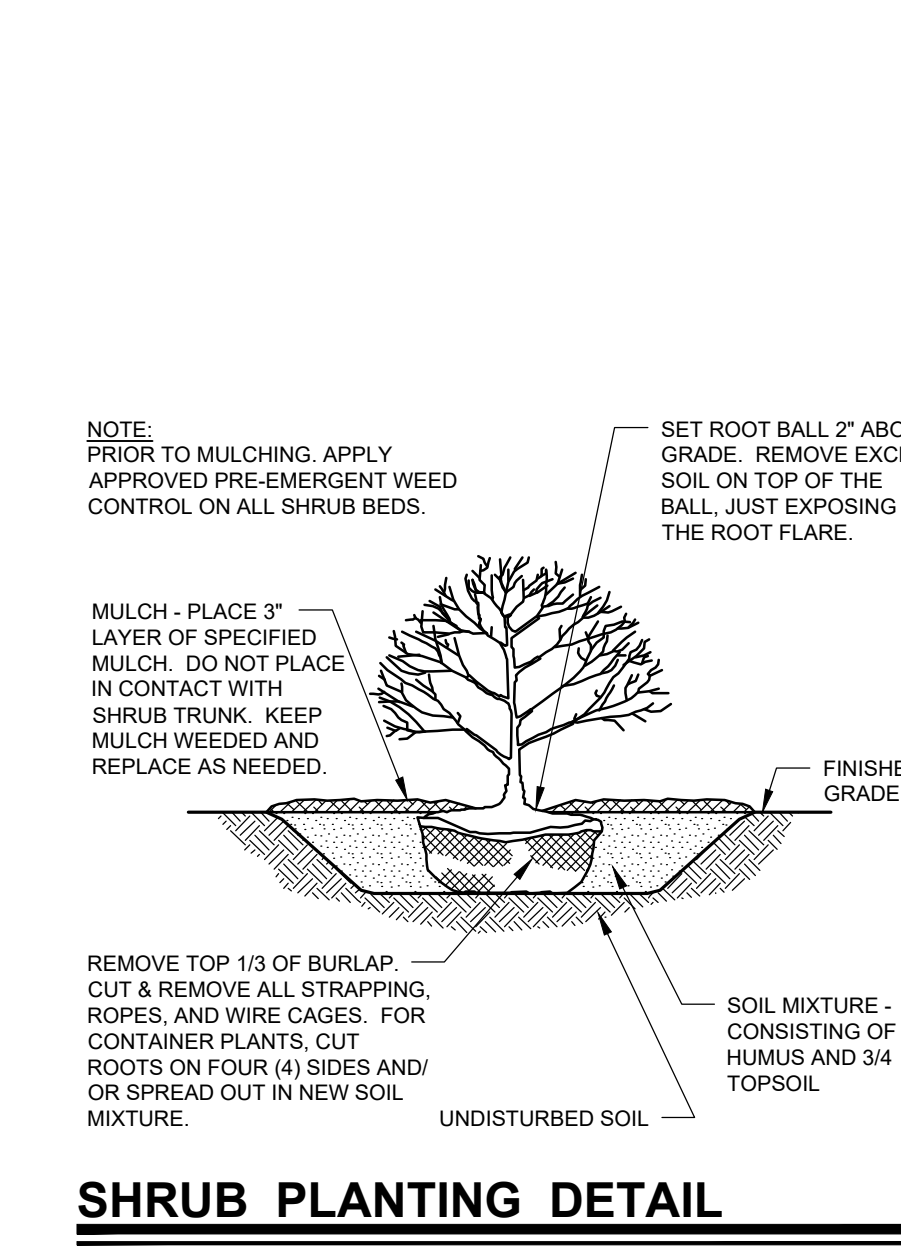 NOTE:
PRIOR TO MULCHING. APPLY
APPROVED PRE-EMERGENT WEED
CONTROL ON ALL SHRUB BEDS.
SET ROOT BALL 2"
GRADE. REMOVE
SOIL ON TOP OF THE
BALL, JUST EXPOSING
THE ROOT FLARE.
MULCH - PLACE 3"
LAYER OF SPECIFIED
MULCH. DO NOT PLACE
IN CONTACT WITH
SHRUB TRUNK. KEEP
MULCH WEEDED AND
REPLACE AS NEEDED.
GRADE
REMOVE TOP 1/3 OF BURLAP.
CUT & REMOVE ALL STRAPPING,
ROPES, AND WIRE CAGES. FOR
CONTAINER PLANTS, CUT
ROOTS ON FOUR (4) SIDES AND/
OR SPREAD OUT IN NEW SOIL
MIXTURE.
SOIL MIXTURE -
CONSISTING OF
HUMUS AND 3/4
TOPSOIL
UNDISTURBED SOIL
SHRUB PLANTING DETAIL